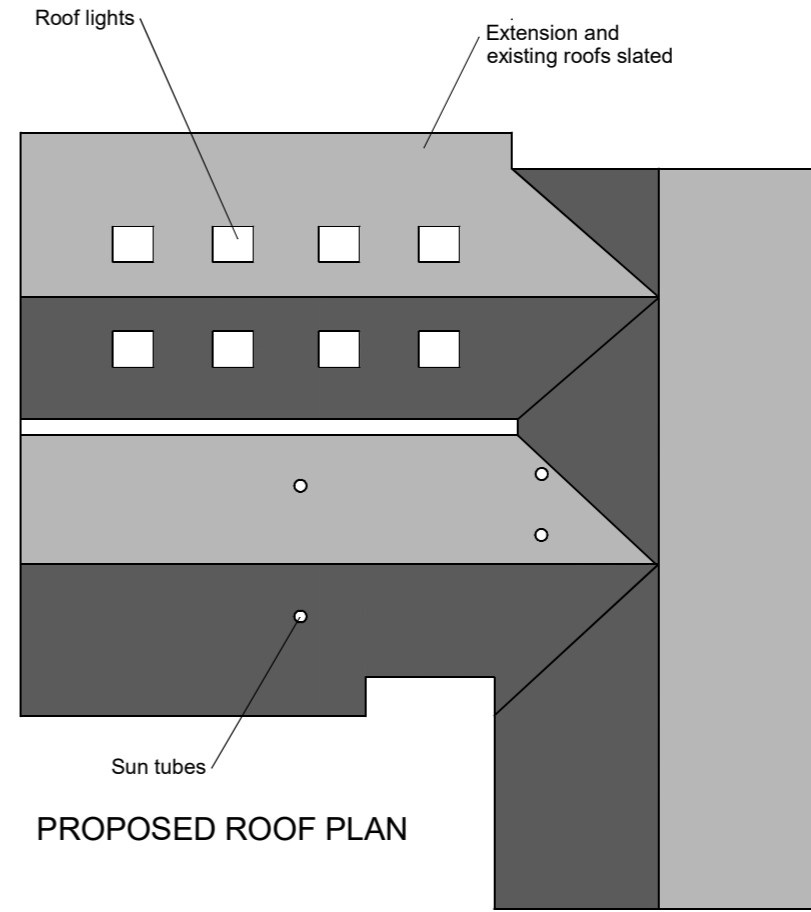 Roof lights
Extension and
existing roofs slated
Sun tubes
PROPOSED ROOF PLAN